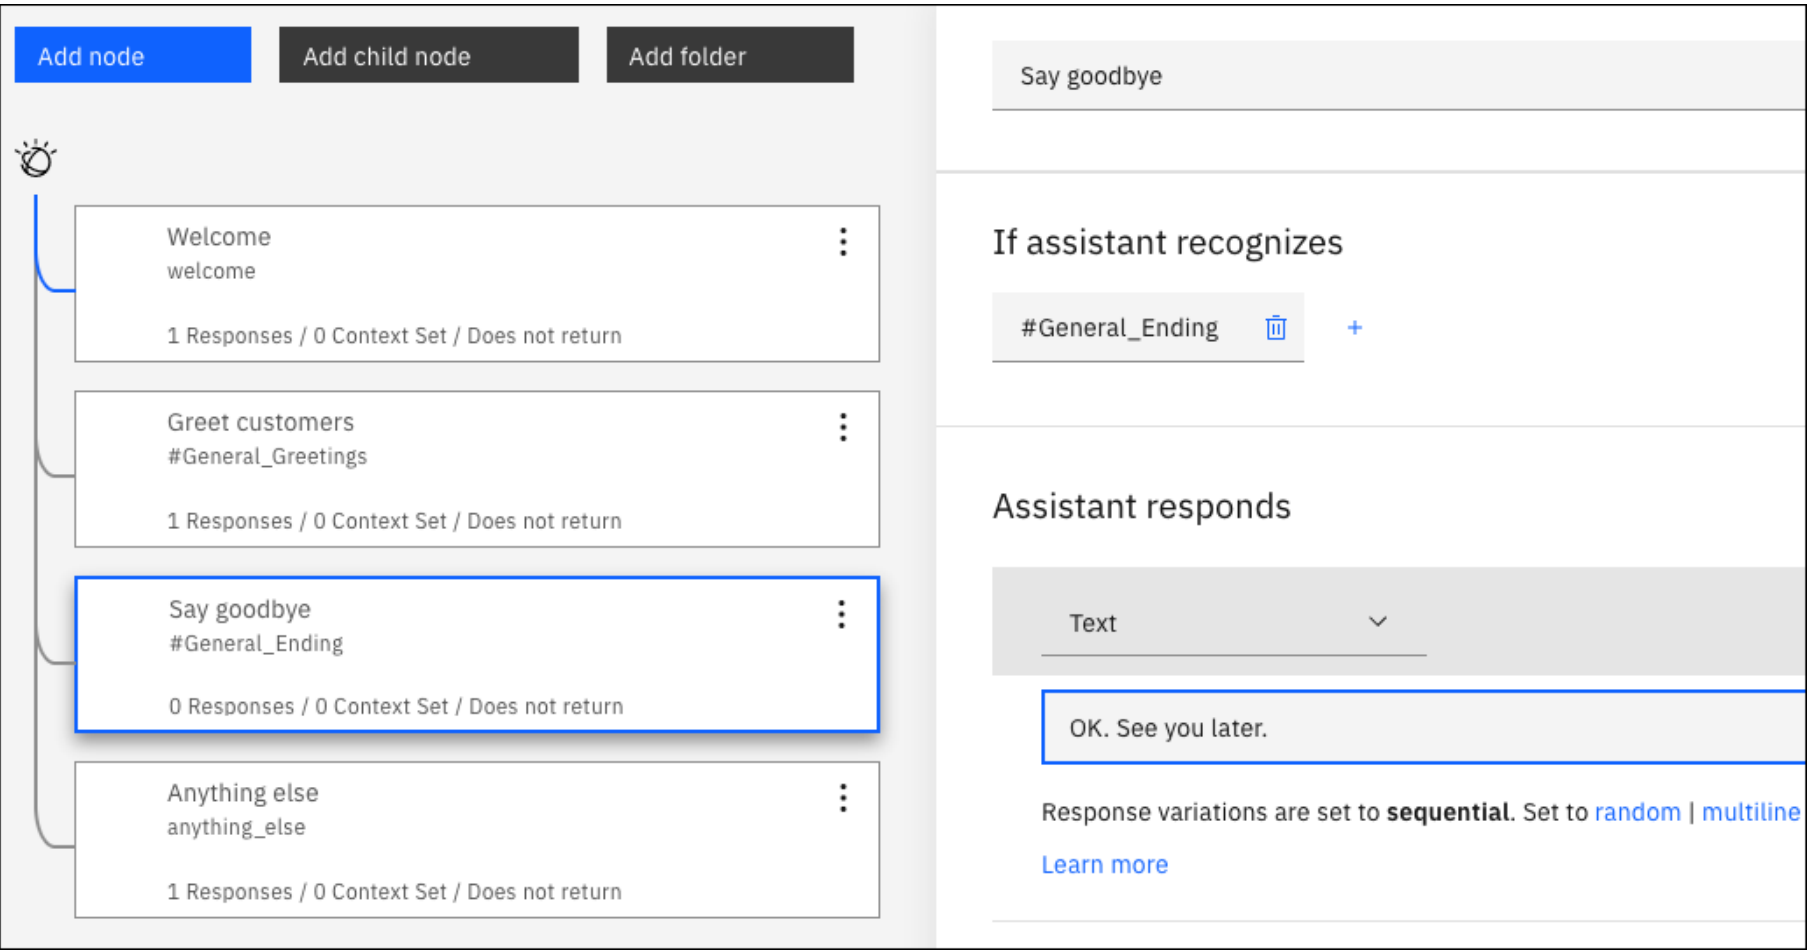 Add node
Add child node
Add folder
Welcome
welcome
1 Responses / 0 Context Set / Does not return
Greet customers
#General_Greetings
1 Responses / 0 Context Set / Does not return
Say goodbye
#General_Ending
0 Responses / 0 Context Set / Does not return
Anything else
anything_else
1 Responses / 0 Context Set / Does not return
Say goodbye
If assistant recognizes
#General_Ending
+
Assistant responds
Text
OK. See you later.
Response variations are set to sequential. Set to random | multiline
Learn more